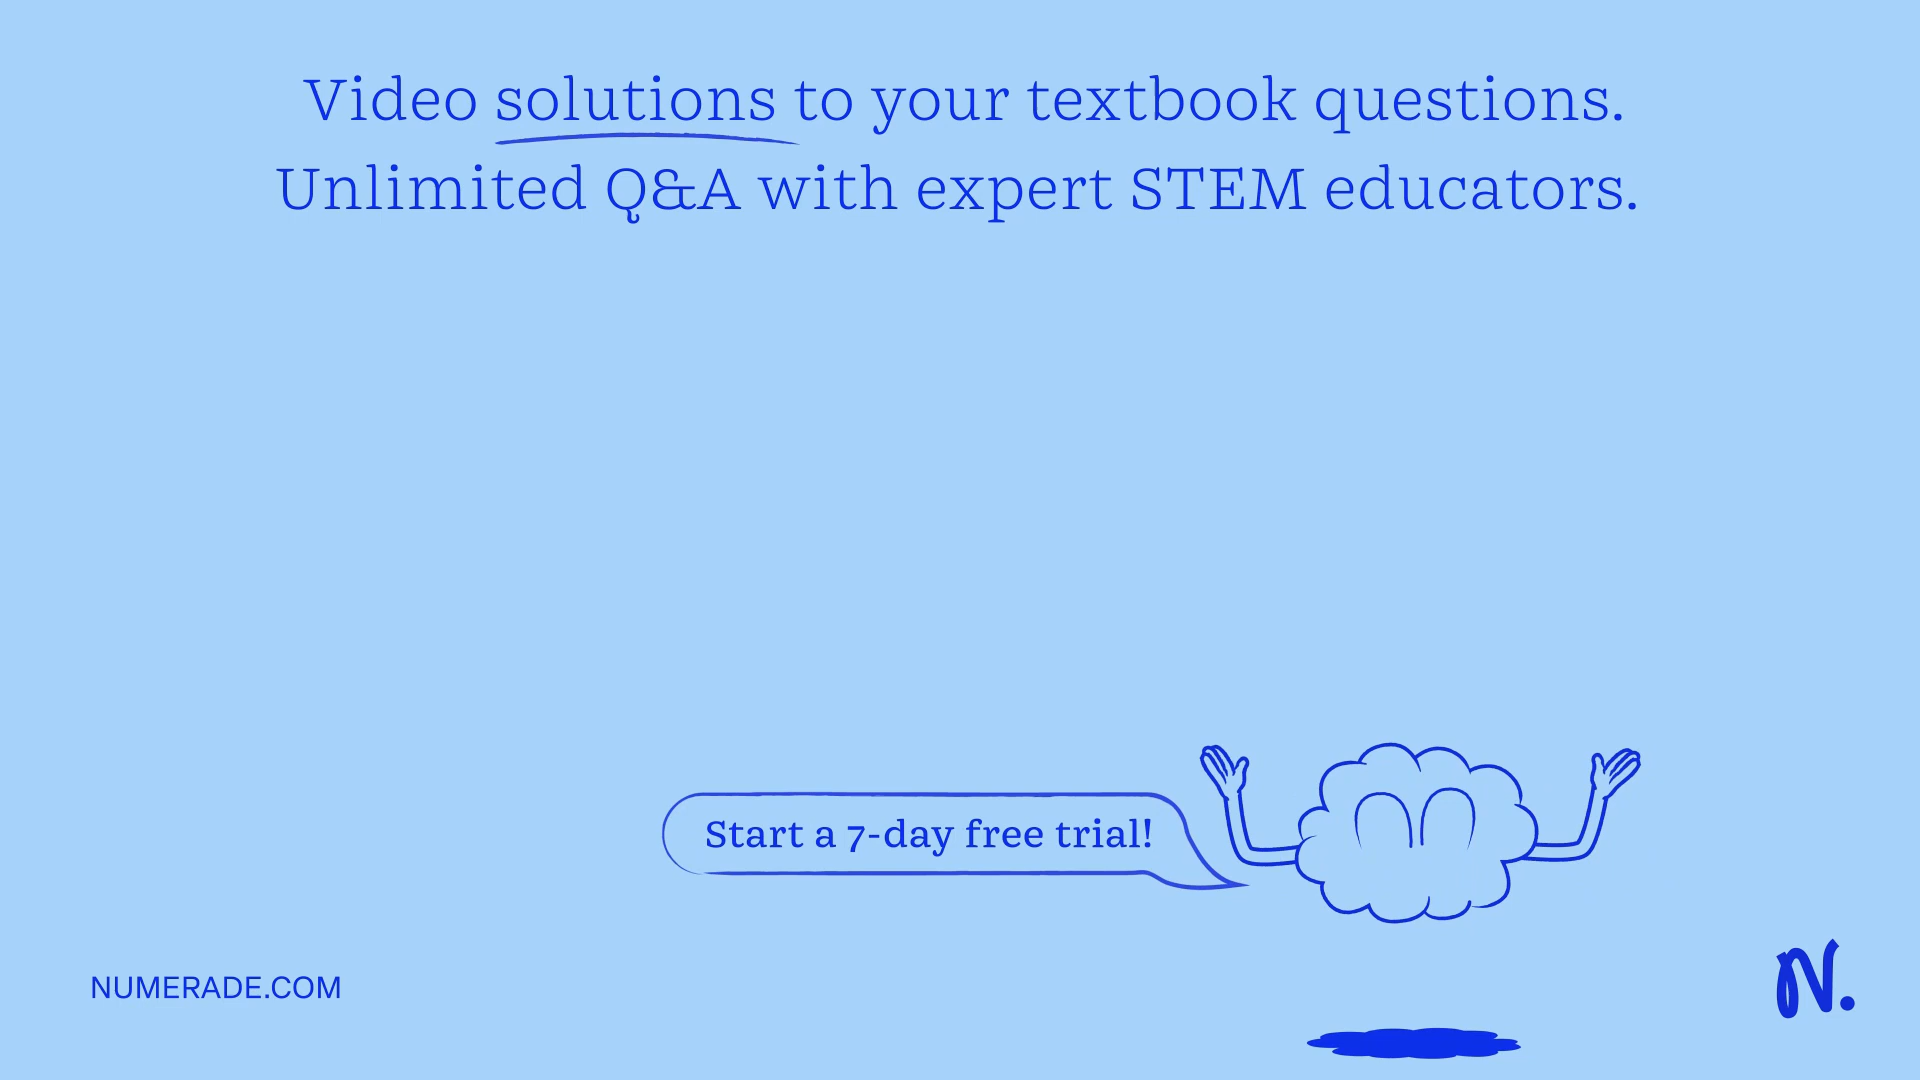 Video solutions to your textbook questions.
Unlimited Q&A with expert STEM educators.
Start a 7-day free trial!
NUMERADE.COM
N.